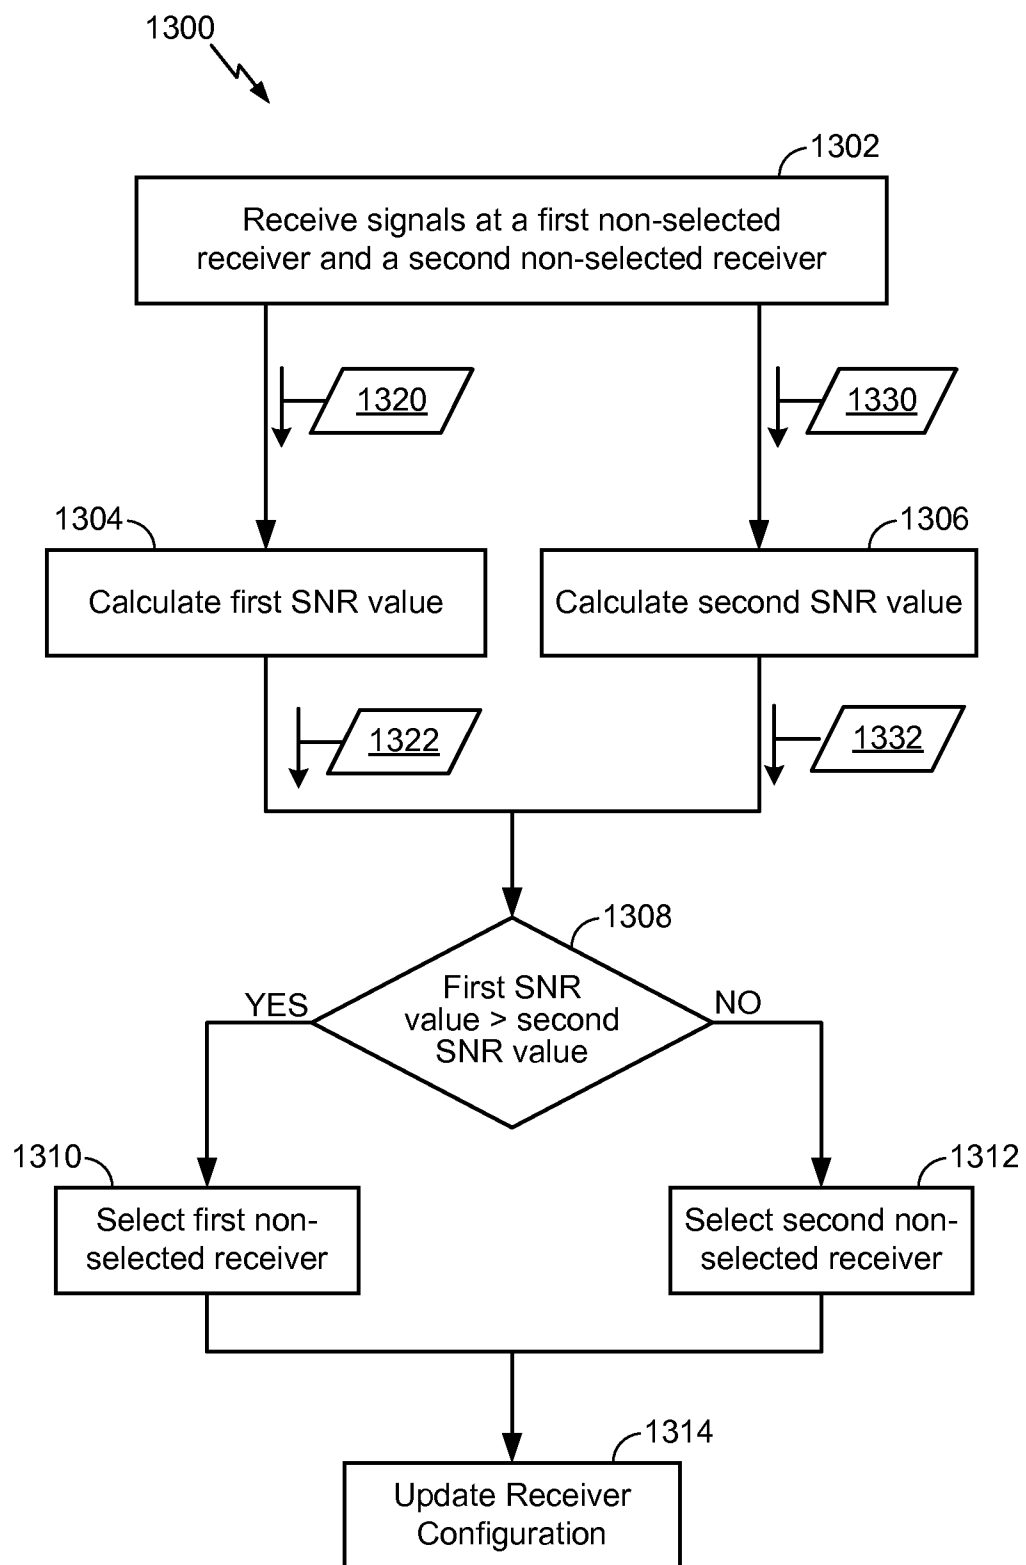 1300
1302
Receive signals at a first non-selected
receiver and a second non-selected receiver
1320
1330
1304
1306
Calculate first SNR value
Calculate second SNR value
1322
1332
1308
First SNR
value > second
SNR value
YES
NO
1310
1312
Select first non-
selected receiver
Select second non-
selected receiver
1314
Update Receiver
Configuration